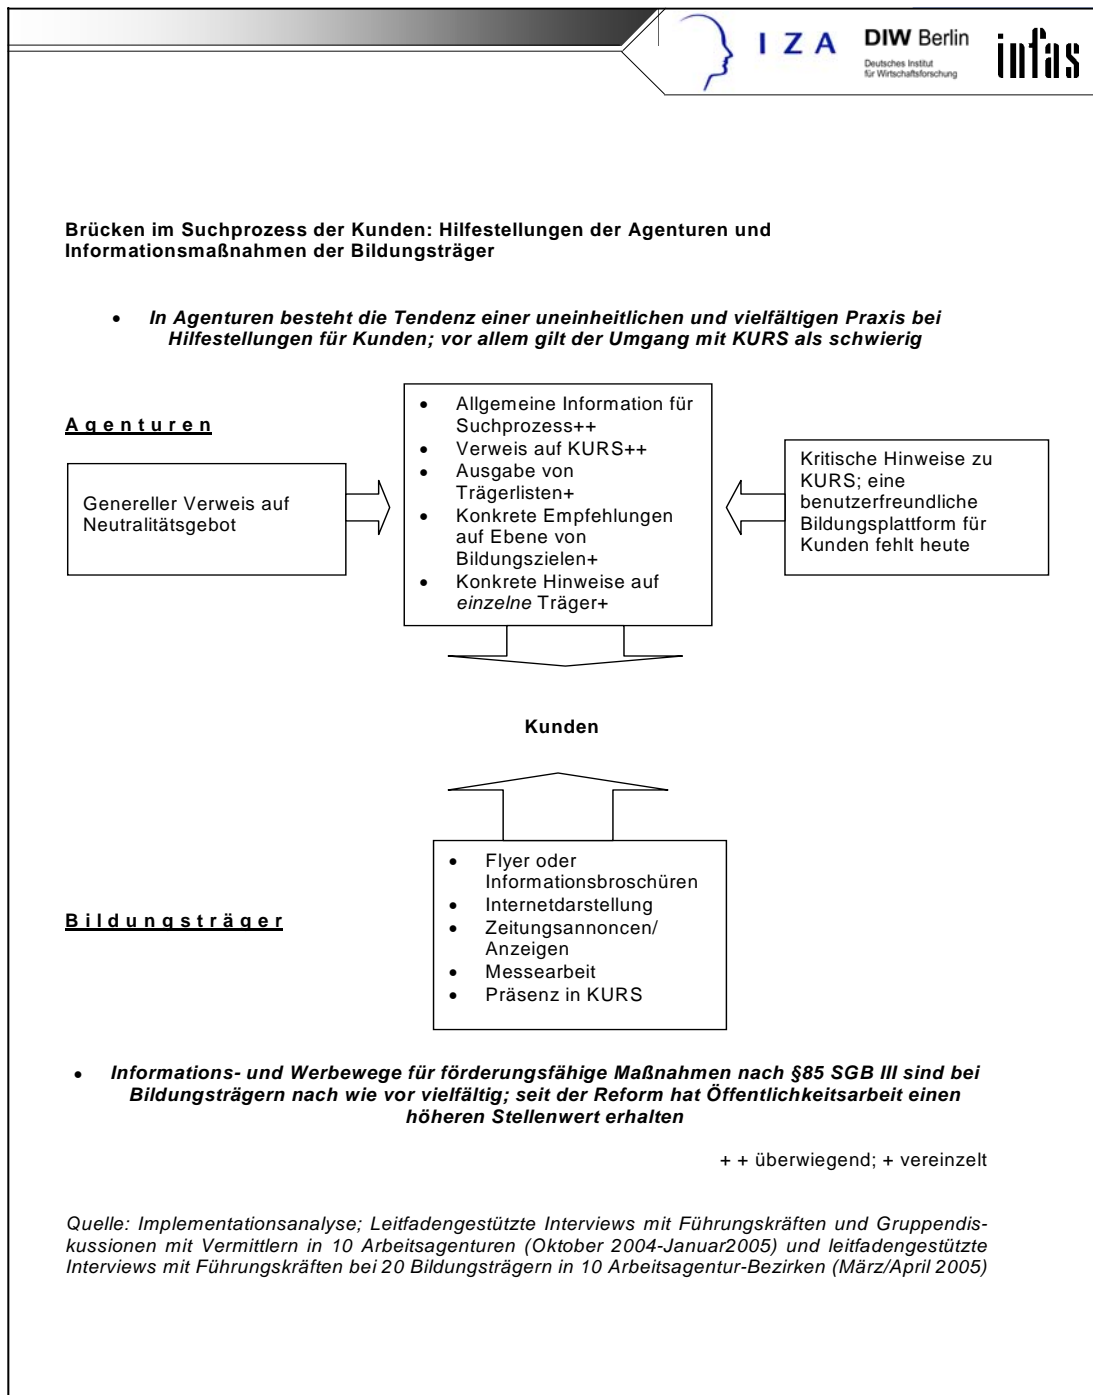 IZA
DIW Berlin
Deutsches Institut
für Wirtschaftsforschung
infas
Brücken im Suchprozess der Kunden: Hilfestellungen der Agenturen und
Informationsmaßnahmen der Bildungsträger
• In Agenturen besteht die Tendenz einer uneinheitlichen und vielfältigen Praxis bei
Hilfestellungen für Kunden; vor allem gilt der Umgang mit KURS als schwierig
Agenturen
Genereller Verweis auf
Neutralitätsgebot
• Allgemeine Information für
Suchprozess++
• Verweis auf KURS++
• Ausgabe von
Trägerlisten+
• Konkrete Empfehlungen
auf Ebene von
Bildungszielen+
• Konkrete Hinweise auf
einzelne Träger+
Kritische Hinweise zu
KURS; eine
benutzerfreundliche
Bildungsplattform für
Kunden fehlt heute
Kunden
Bildungsträger
• Flyer oder
Informationsbroschüren
• Internetdarstellung
• Zeitungsannoncen/
Anzeigen
• Messearbeit
• Präsenz in KURS
• Informations- und Werbewege für förderungsfähige Maßnahmen nach §85 SGB III sind bei
Bildungsträgern nach wie vor vielfältig; seit der Reform hat Öffentlichkeitsarbeit einen
höheren Stellenwert erhalten
+ + überwiegend; + vereinzelt
Quelle: Implementationsanalyse; Leitfadengestützte Interviews mit Führungskräften und Gruppendis-
kussionen mit Vermittlern in 10 Arbeitsagenturen (Oktober 2004-Januar2005) und leitfadengestützte
Interviews mit Führungskräften bei 20 Bildungsträgern in 10 Arbeitsagentur-Bezirken (März/April 2005)